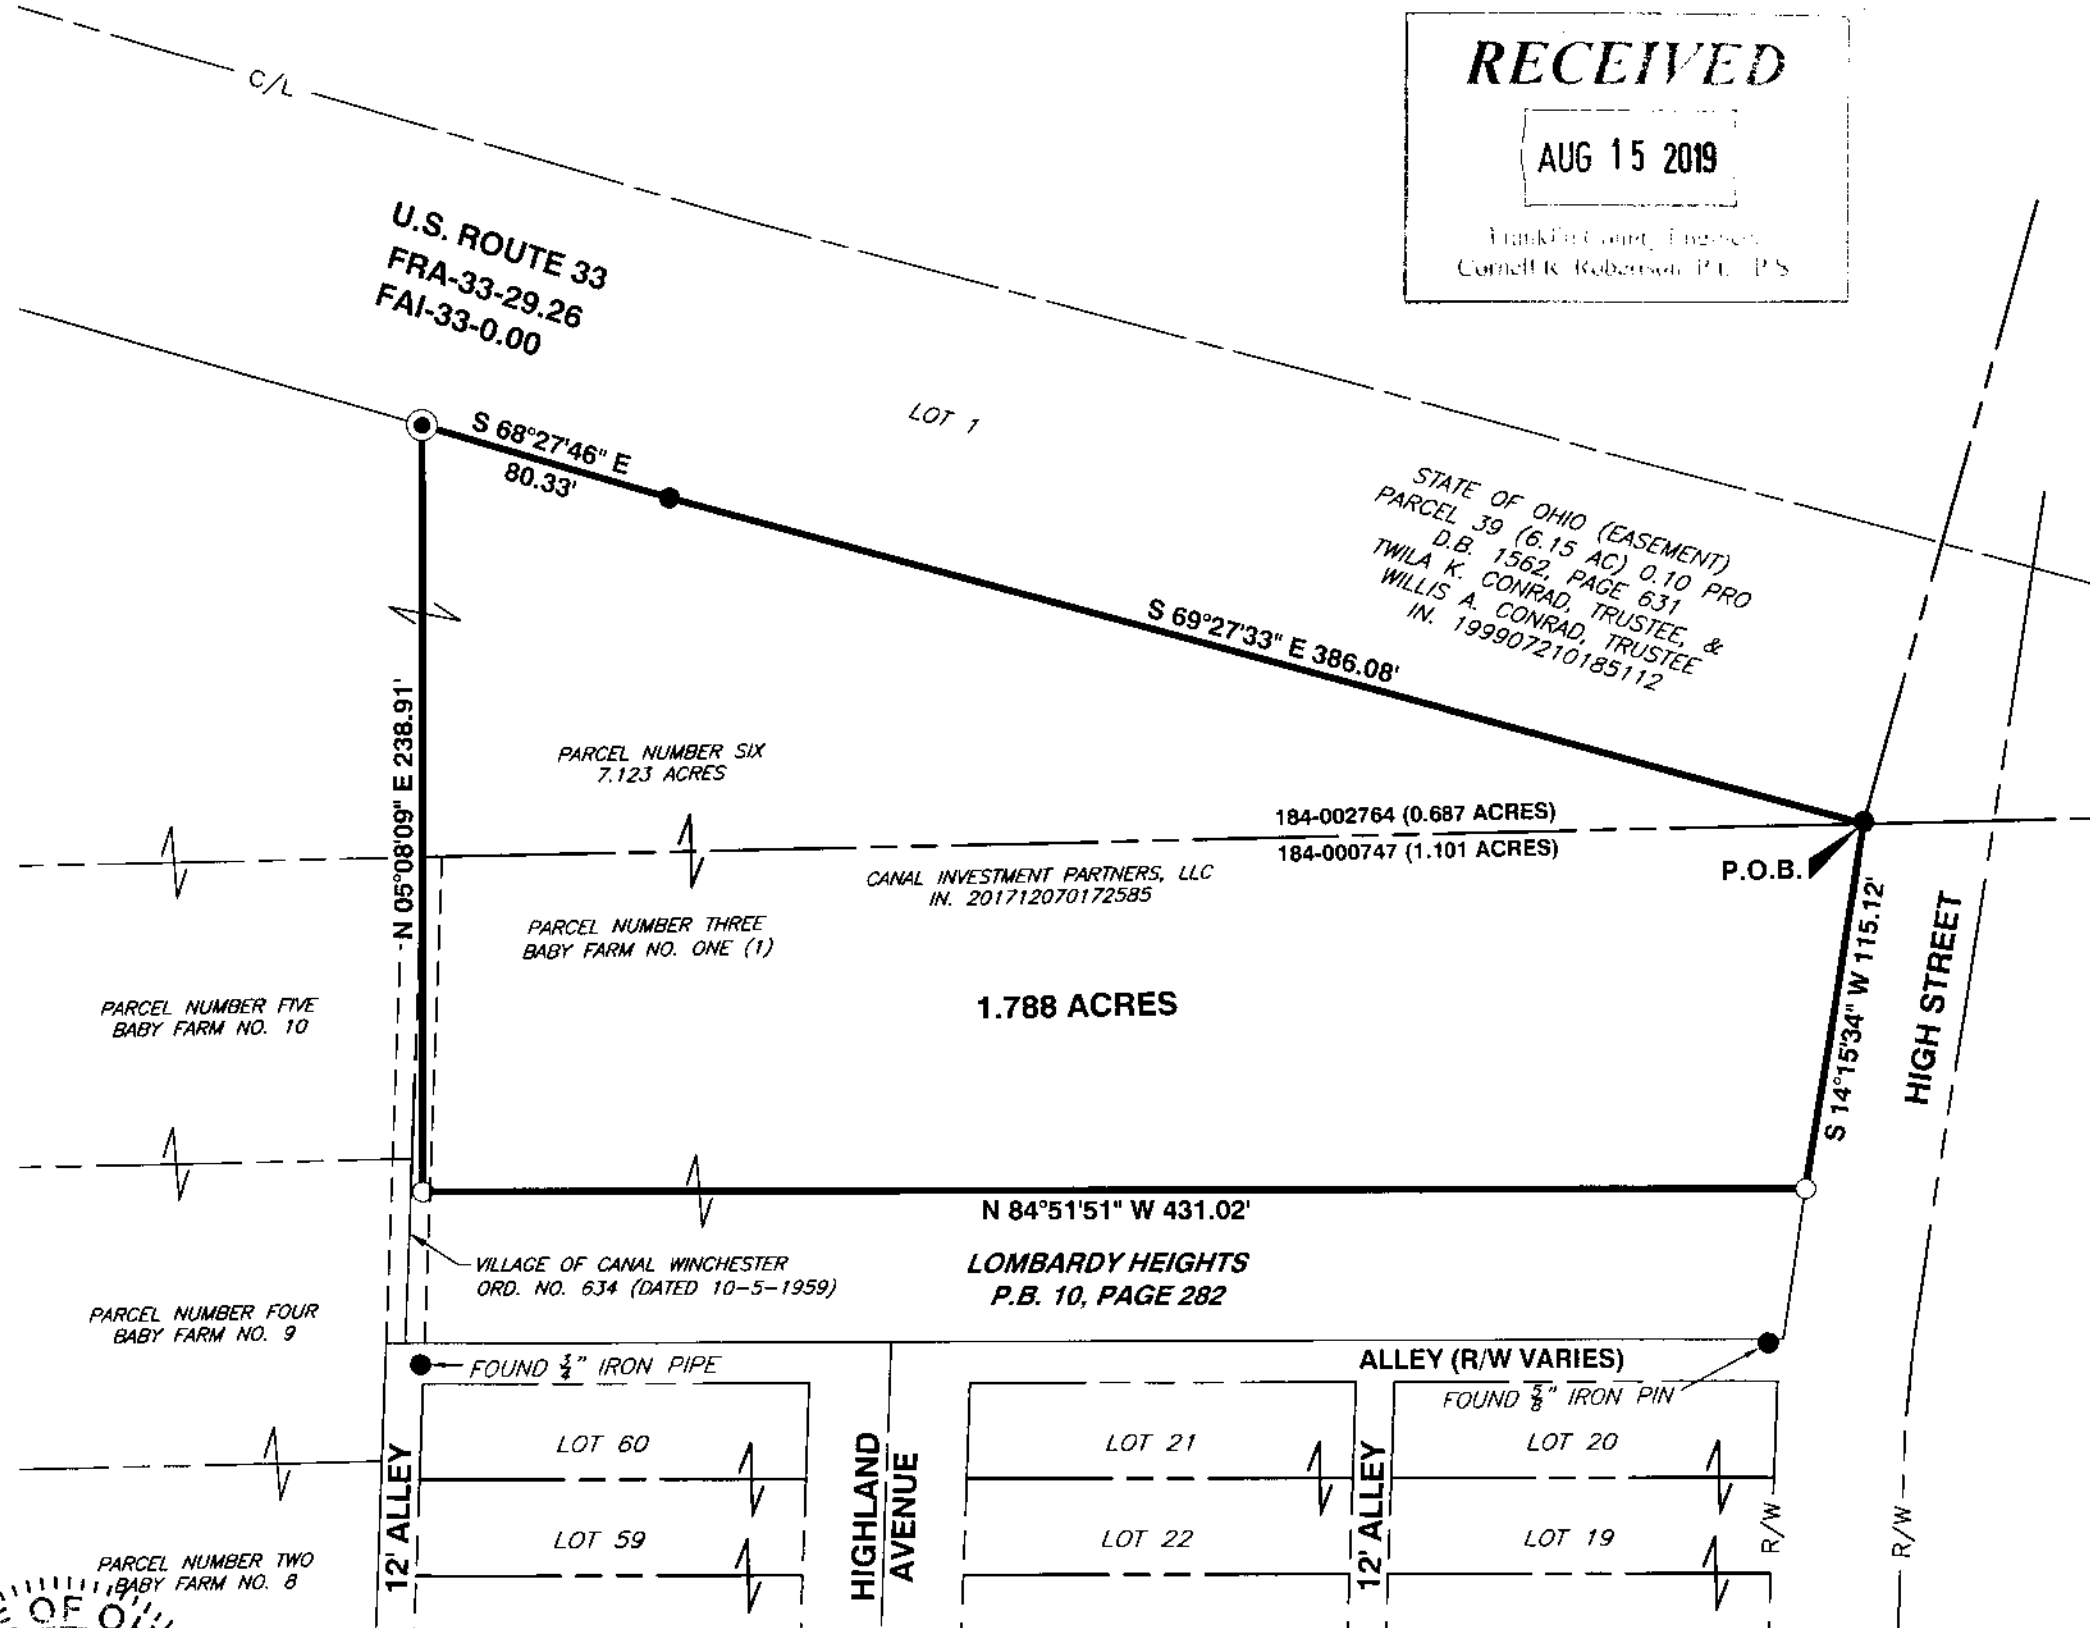 C/L
RECEIVED
AUG 15 2019
Franklin County Engineer
Cornell R. Robertson, P.E., P.S.
U.S. ROUTE 33
FRA-33-29.26
FAI-33-0.00
LOT 1
S 68°27'46" E
80.33'
STATE OF OHIO (EASEMENT)
PARCEL 39 (6.15 AC) 0.10 PRO
D.B. 1562, PAGE 631
TWILA K. CONRAD, TRUSTEE, &
WILLIS A. CONRAD, TRUSTEE
IN. 199907210185112
S 69°27'33" E 386.08'
N 05°08'09" E 238.91'
PARCEL NUMBER SIX
7.123 ACRES
184-002764 (0.687 ACRES)
184-000747 (1.101 ACRES)
P.O.B.
CANAL INVESTMENT PARTNERS, LLC
IN. 201712070172585
PARCEL NUMBER THREE
BABY FARM NO. ONE (1)
1.788 ACRES
S 14°15'34" W 115.12'
HIGH STREET
PARCEL NUMBER FIVE
BABY FARM NO. 10
N 84°51'51" W 431.02'
VILLAGE OF CANAL WINCHESTER
ORD. NO. 634 (DATED 10-5-1959)
LOMBARDY HEIGHTS
P.B. 10, PAGE 282
PARCEL NUMBER FOUR
BABY FARM NO. 9
FOUND 3/4" IRON PIPE
ALLEY (R/W VARIES)
FOUND 5/8" IRON PIN
LOT 60
LOT 21
LOT 20
12' ALLEY
HIGHLAND
AVENUE
12' ALLEY
R/W
R/W
LOT 59
LOT 22
LOT 19
PARCEL NUMBER TWO
BABY FARM NO. 8
OF